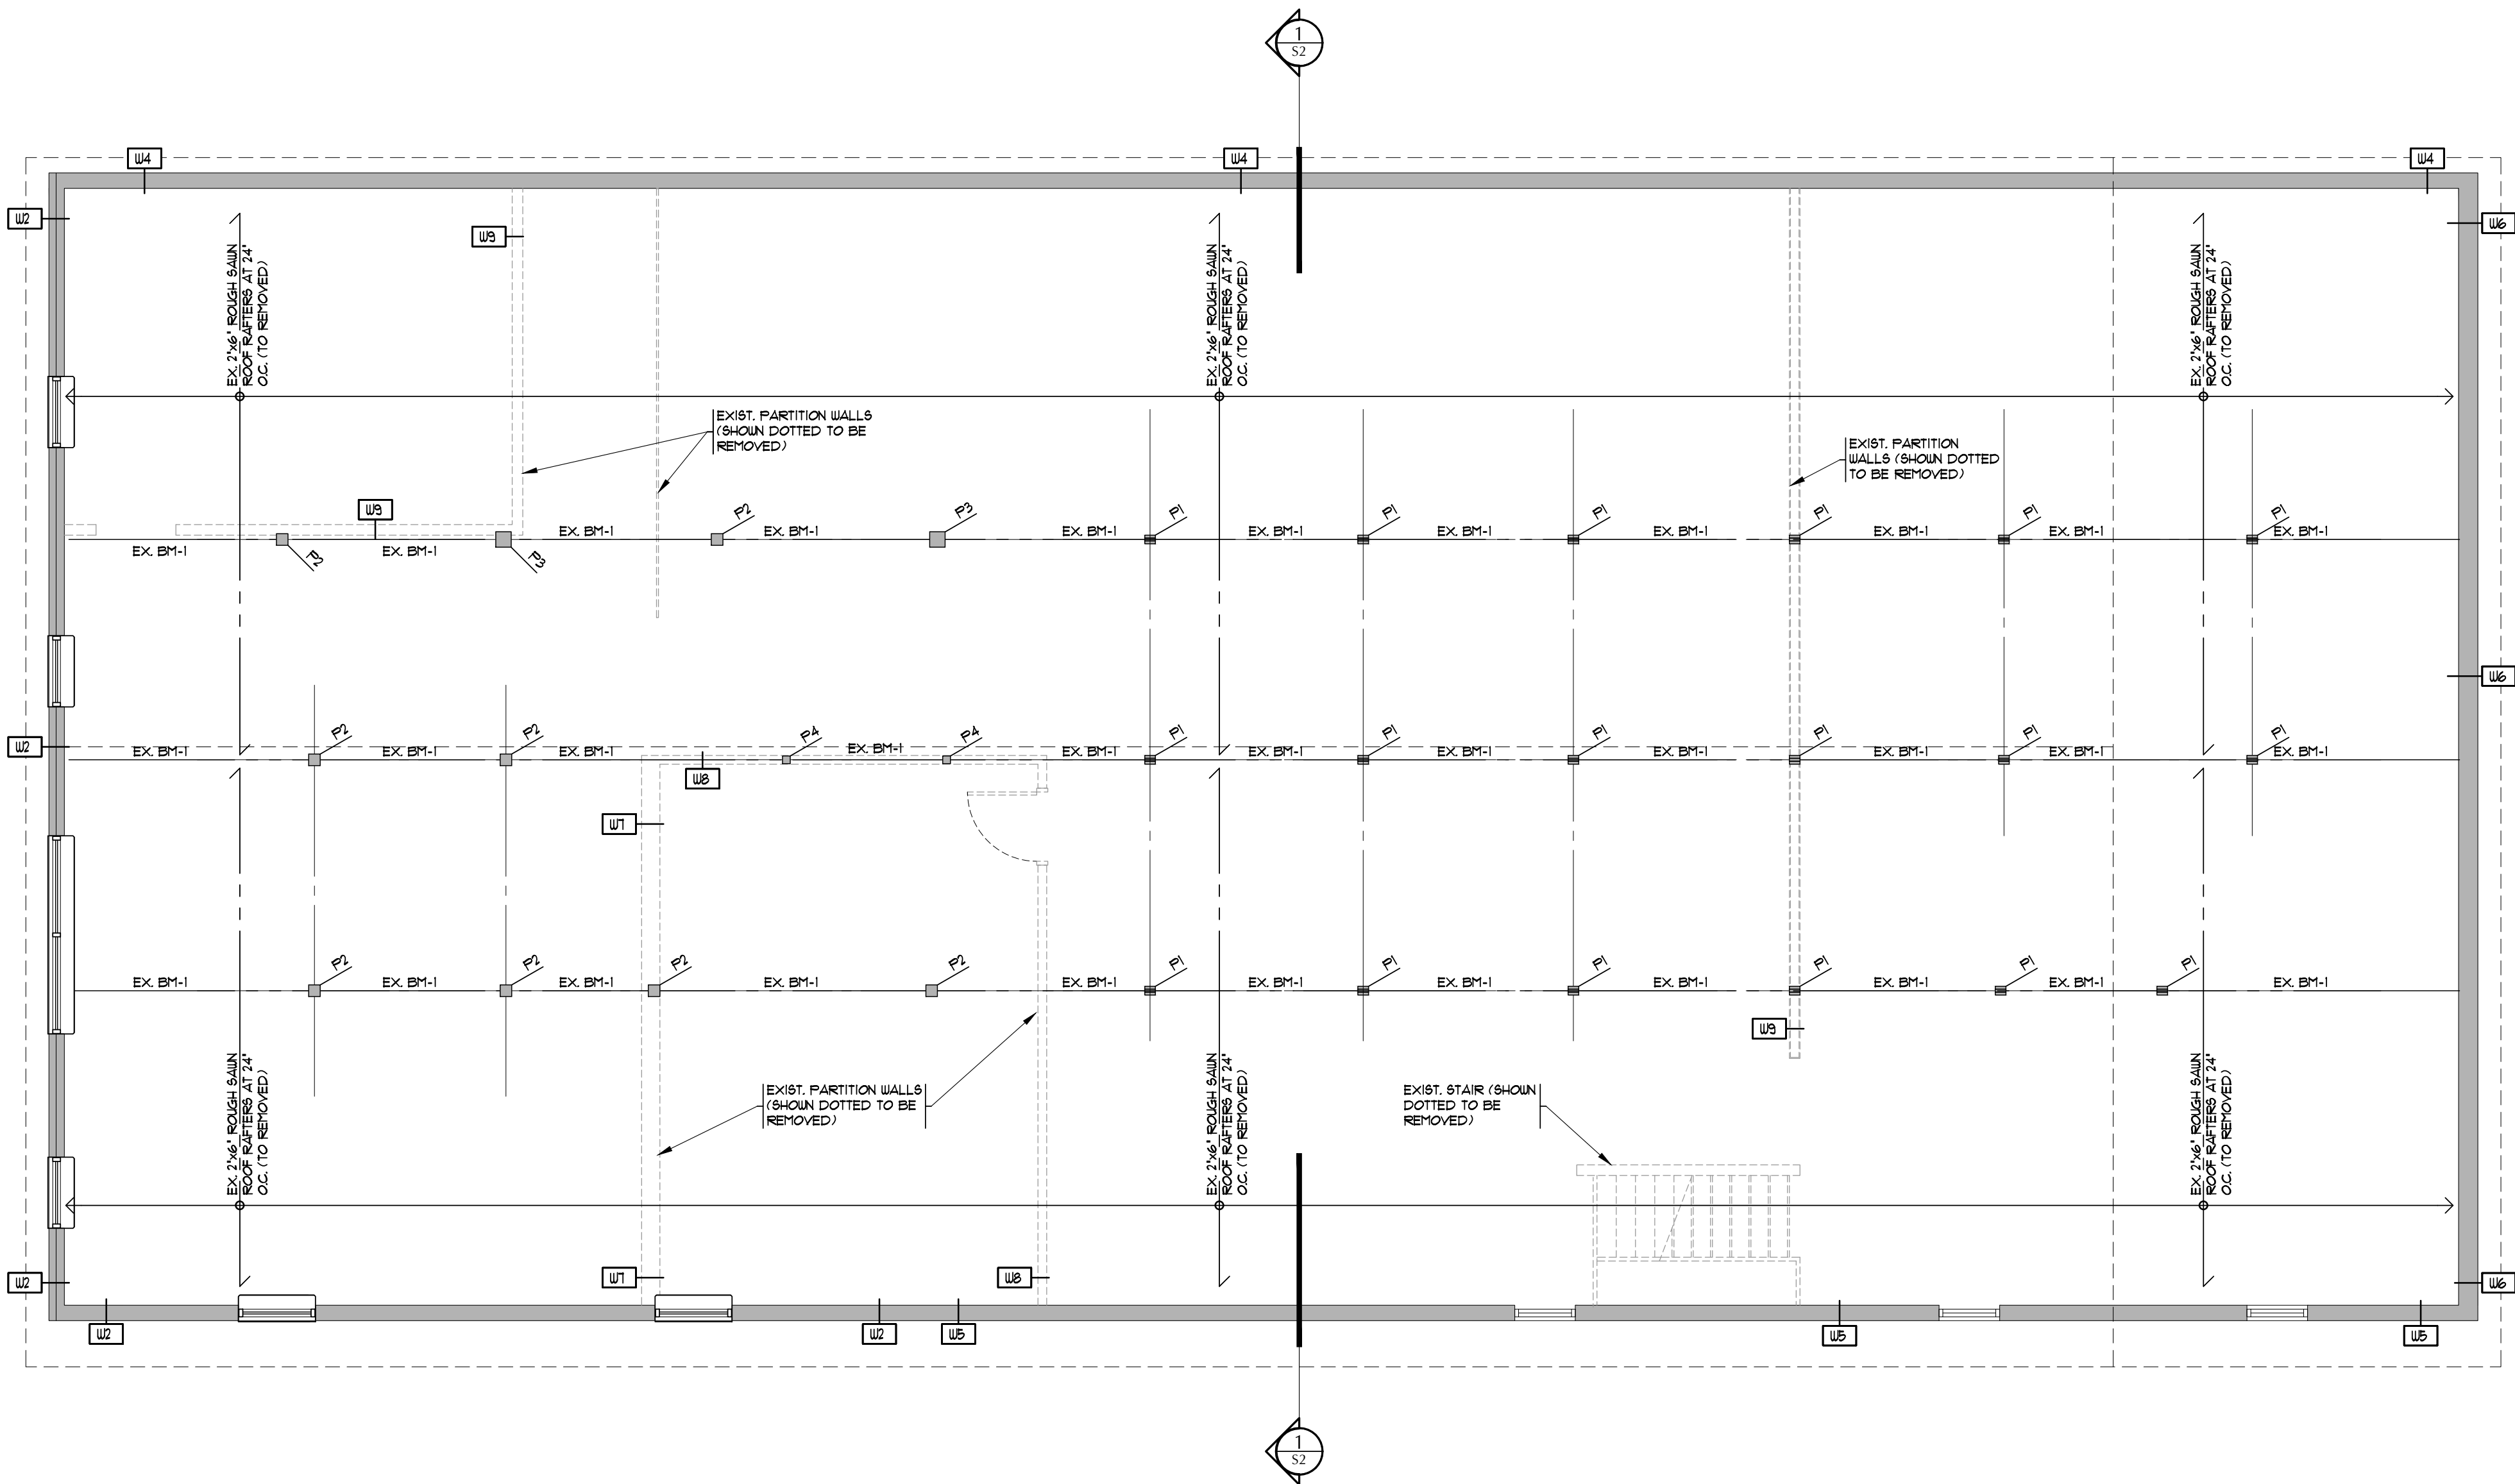 1
S2
W4
W4
W4
W2
W6
W9
EX. 2"x6" ROUGH SAWN
ROOF RAFTERS AT 24"
O.C. (TO REMOVED)
EX. 2"x6" ROUGH SAWN
ROOF RAFTERS AT 24"
O.C. (TO REMOVED)
EX. 2"x6" ROUGH SAWN
ROOF RAFTERS AT 24"
O.C. (TO REMOVED)
EXIST. PARTITION WALLS
(SHOWN DOTTED TO BE
REMOVED)
EXIST. PARTITION
WALLS (SHOWN DOTTED
TO BE REMOVED)
W9
P2
P3
P1
P1
P1
P1
P1
P1
EX. BM-1
EX. BM-1
EX. BM-1
EX. BM-1
EX. BM-1
EX. BM-1
EX. BM-1
EX. BM-1
EX. BM-1
EX. BM-1
EX. BM-1
P2
P3
W6
W2
P2
P2
P4
P4
P1
P1
P1
P1
P1
P1
EX. BM-1
EX. BM-1
EX. BM-1
EX. BM-1
EX. BM-1
EX. BM-1
EX. BM-1
EX. BM-1
EX. BM-1
EX. BM-1
W8
W7
P2
P2
P2
P2
P1
P1
P1
P1
P1
P1
EX. BM-1
EX. BM-1
EX. BM-1
EX. BM-1
EX. BM-1
EX. BM-1
EX. BM-1
EX. BM-1
EX. BM-1
EX. BM-1
EX. BM-1
W9
EX. 2"x6" ROUGH SAWN
ROOF RAFTERS AT 24"
O.C. (TO REMOVED)
EXIST. PARTITION WALLS
(SHOWN DOTTED TO BE
REMOVED)
EX. 2"x6" ROUGH SAWN
ROOF RAFTERS AT 24"
O.C. (TO REMOVED)
EXIST. STAIR (SHOWN
DOTTED TO BE
REMOVED)
EX. 2"x6" ROUGH SAWN
ROOF RAFTERS AT 24"
O.C. (TO REMOVED)
W2
W7
W8
W6
W2
W2
W5
W5
W5
1
S2